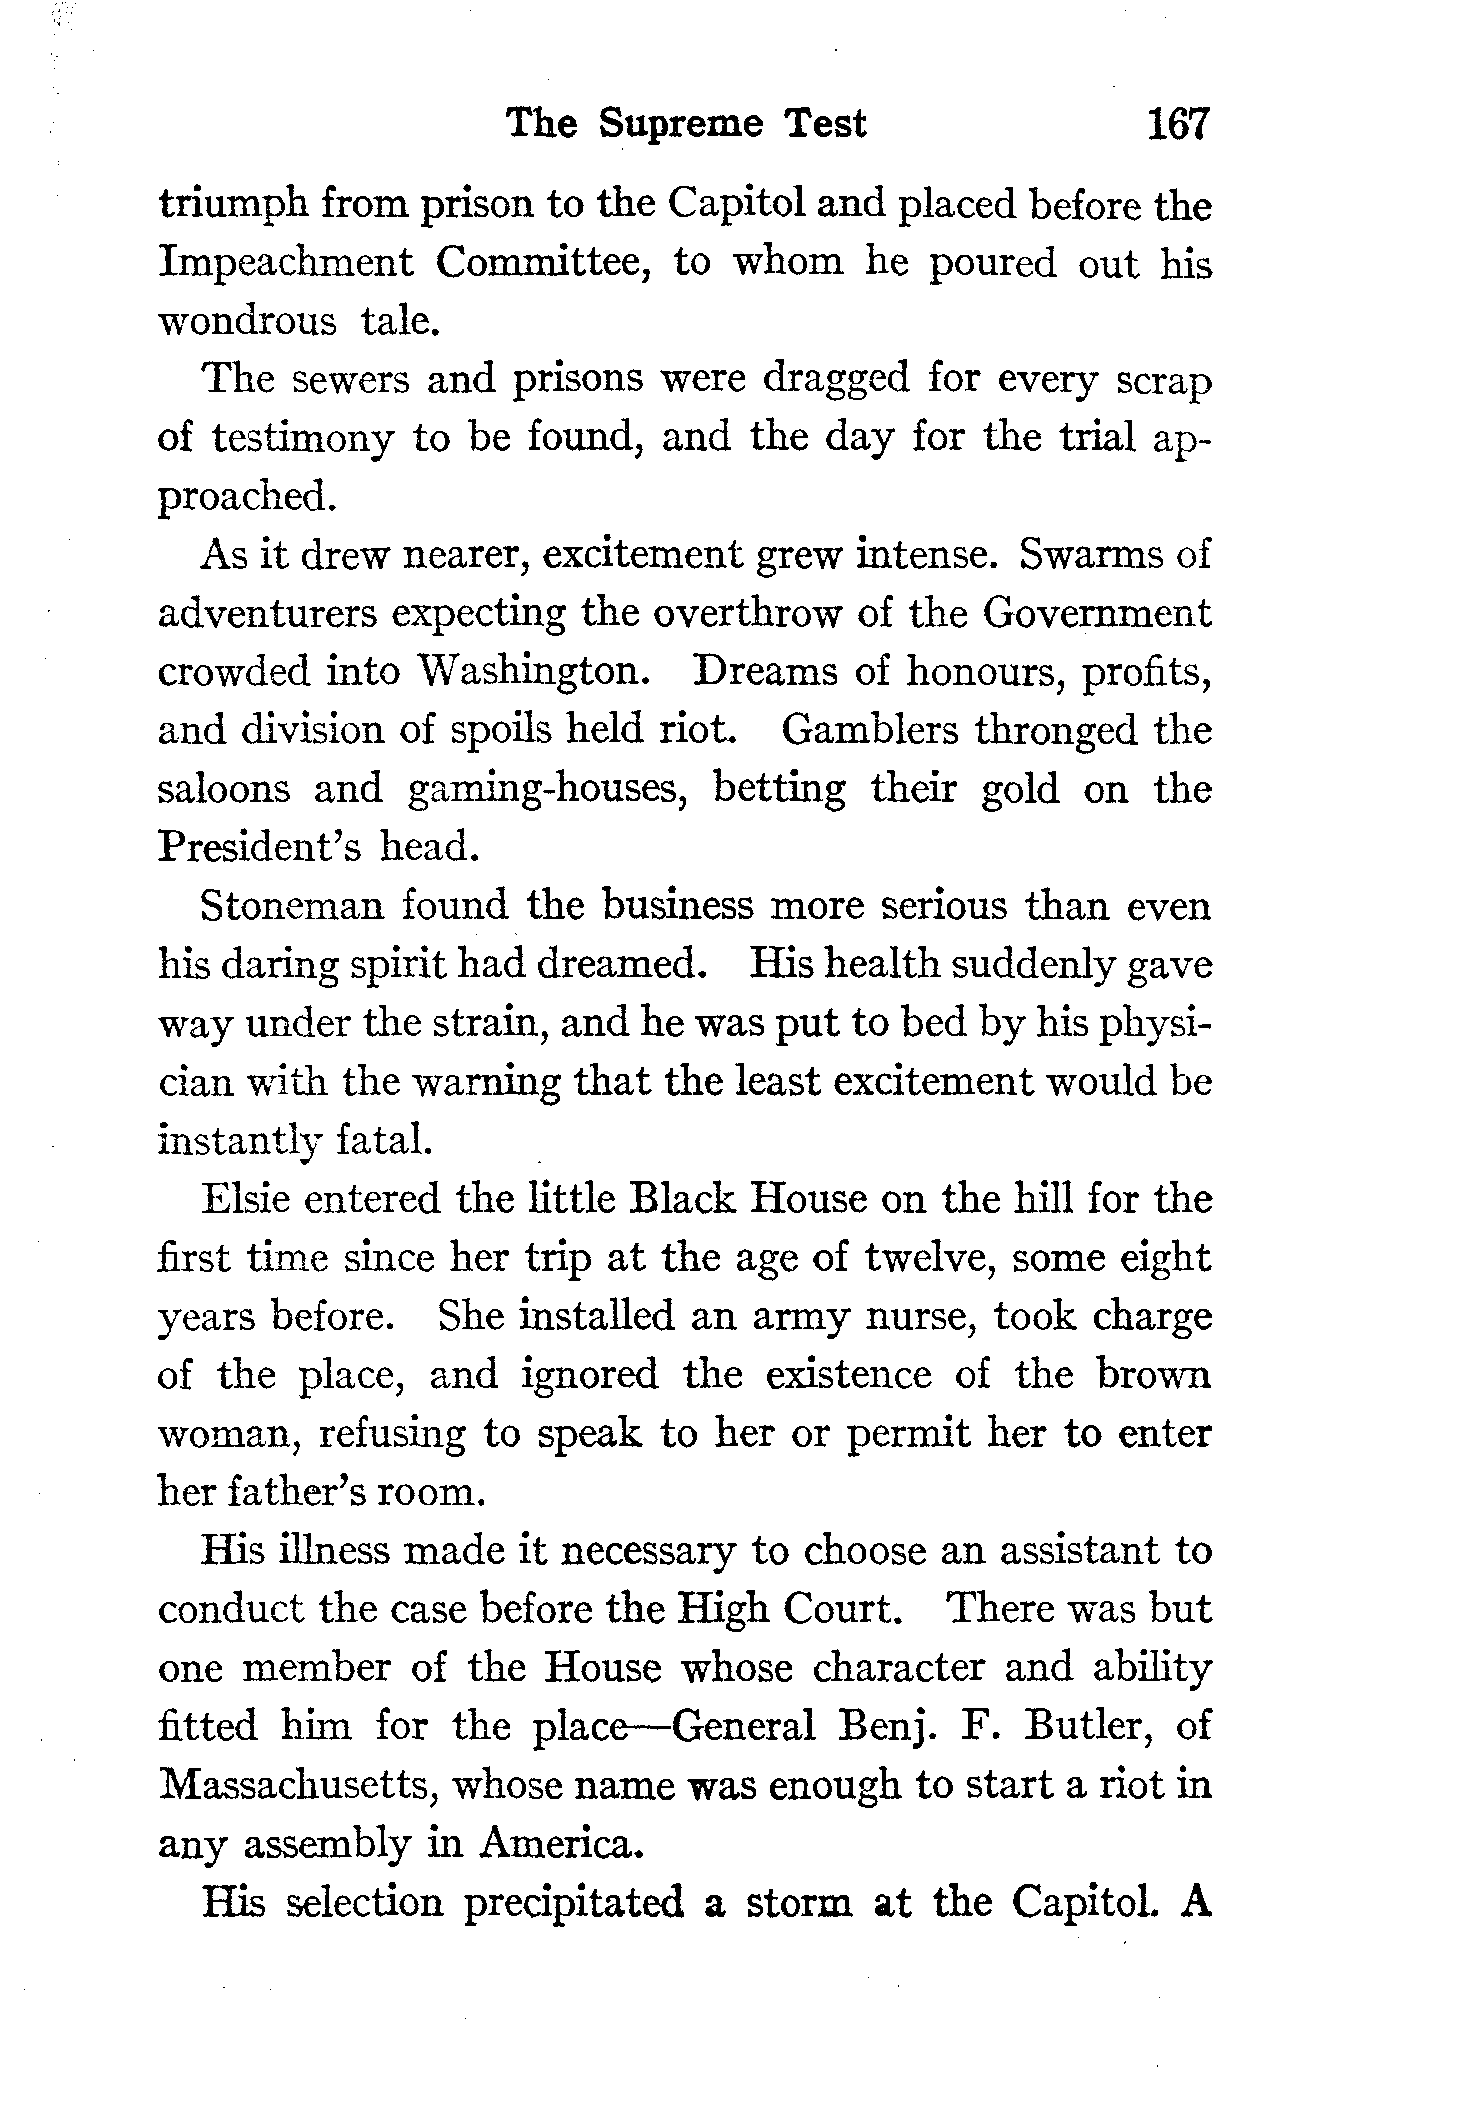 The Supreme Test 167
triumph from prison to the Capitol and placed before the
Impeachment Committee, to whom he poured out his
wondrous tale.
The sewers and prisons were dragged for every scrap
of testimony to be found, and the day for the trial ap-
proached.
As it drew nearer, excitement grew intense. Swarms of
adventurers expecting the overthrow of the Government
crowded into Washington. Dreams of honours, profits,
and division of spoils held riot. Gamblers thronged the
saloons and gaming-houses, betting their gold on the
President's head.
Stoneman found the business more serious than even
his daring spirit had dreamed. His health suddenly gave
way under the strain, and he was put to bed by his physi-
cian with the warning that the least excitement would be
instantly fatal.
Elsie entered the little Black House on the hill for the
first time since her trip at the age of twelve, some eight
years before. She installed an army nurse, took charge
of the place, and ignored the existence of the brown
woman, refusing to speak to her or permit her to enter
her father's room.
His illness made it necessary to choose an assistant to
conduct the case before the High Court. There was but
one member of the House whose character and ability
fitted him for the place—General Benj. F. Butler, of
Massachusetts, whose name was enough to start a riot in
any assembly in America.
His selection precipitated a storm at the Capitol. A